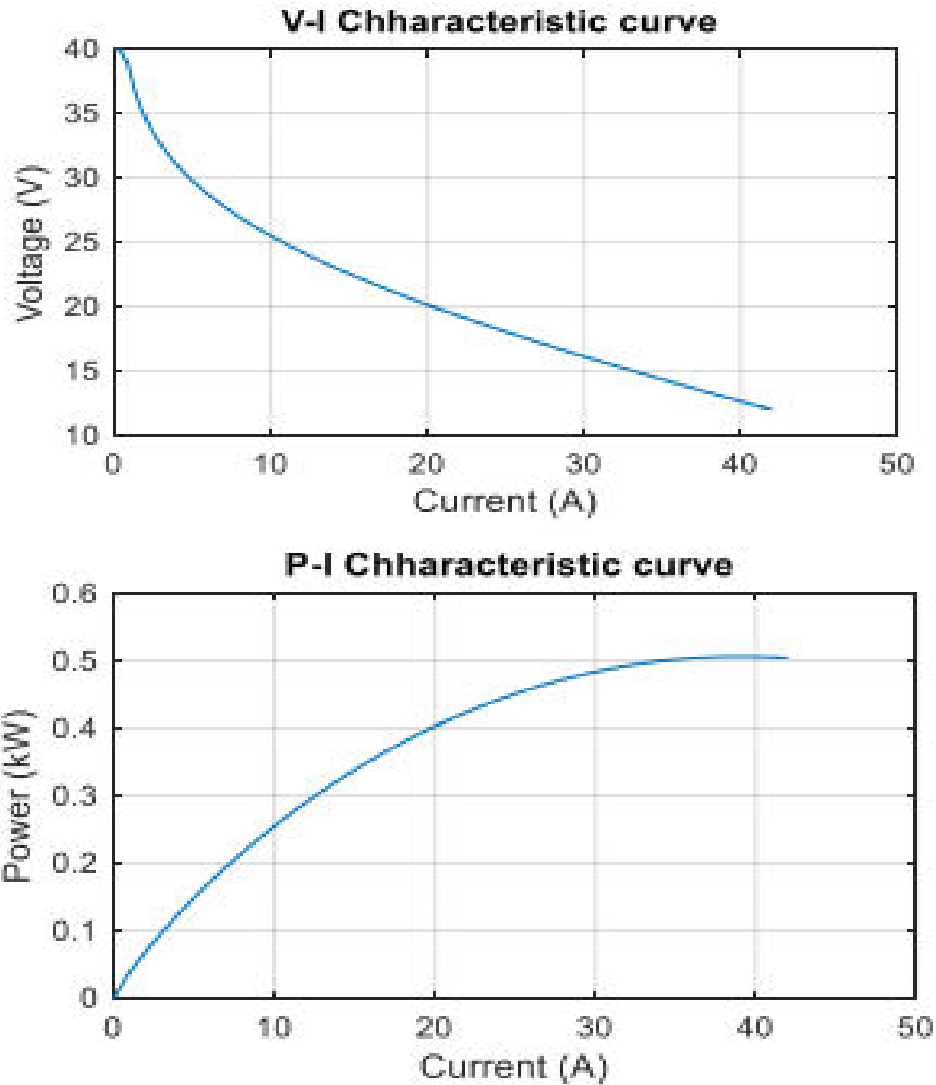 V-I Chharacteristic curve
40
35
30
25
20
15
10
Voltage (V)
0 10 20 30 40 50
Current (A)
P-I Chharacteristic curve
0.6
0.5
0.4
0.3
0.2
0.1
0
Power (kW)
0 10 20 30 40 50
Current (A)